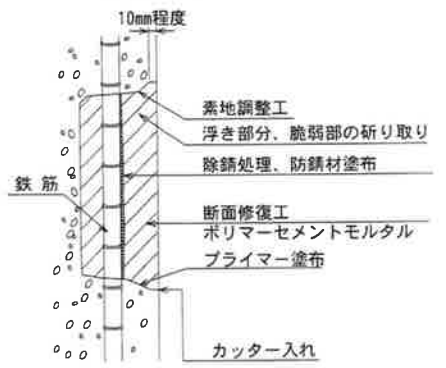 10mm程度
素地調整工
浮き部分、脆弱部の斫り取り
除錆処理、防錆材塗布
鉄筋
断面修復工
ポリマーセメントモルタル
プライマー塗布
カッター入れ